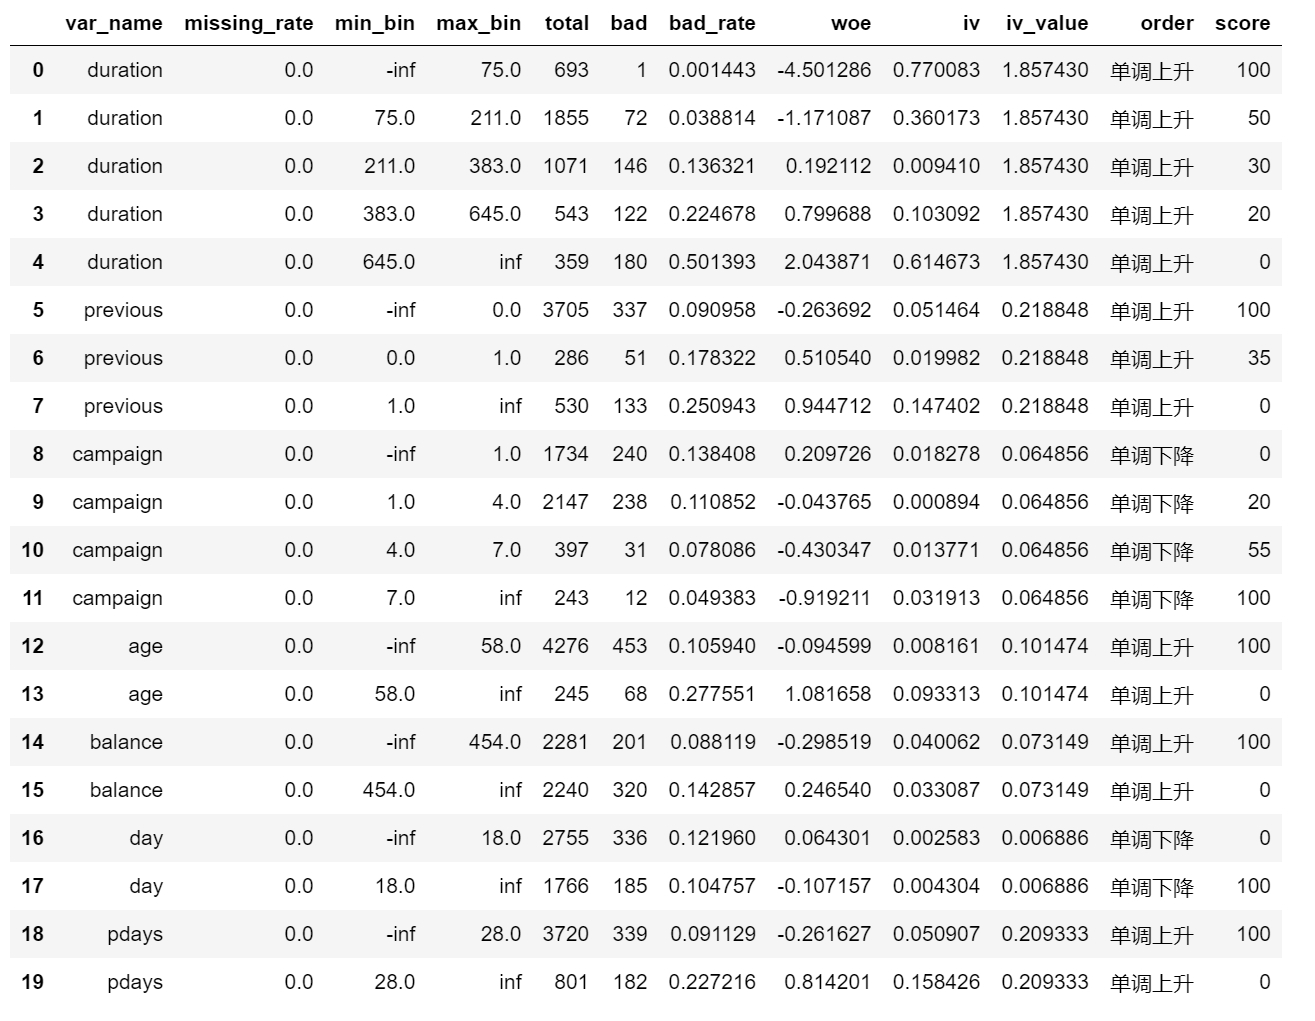 var_name missing_rate min_bin max_bin total bad bad_rate woe iv iv_value order score
0 duration 0.0 -inf 75.0 693 1 0.001443 -4.501286 0.770083 1.857430 单调上升 100
1 duration 0.0 75.0 211.0 1855 72 0.038814 -1.171087 0.360173 1.857430 单调上升 50
2 duration 0.0 211.0 383.0 1071 146 0.136321 0.192112 0.009410 1.857430 单调上升 30
3 duration 0.0 383.0 645.0 543 122 0.224678 0.799688 0.103092 1.857430 单调上升 20
4 duration 0.0 645.0 inf 359 180 0.501393 2.043871 0.614673 1.857430 单调上升 0
5 previous 0.0 -inf 0.0 3705 337 0.090958 -0.263692 0.051464 0.218848 单调上升 100
6 previous 0.0 0.0 1.0 286 51 0.178322 0.510540 0.019982 0.218848 单调上升 35
7 previous 0.0 1.0 inf 530 133 0.250943 0.944712 0.147402 0.218848 单调上升 0
8 campaign 0.0 -inf 1.0 1734 240 0.138408 0.209726 0.018278 0.064856 单调下降 0
9 campaign 0.0 1.0 4.0 2147 238 0.110852 -0.043765 0.000894 0.064856 单调下降 20
10 campaign 0.0 4.0 7.0 397 31 0.078086 -0.430347 0.013771 0.064856 单调下降 55
11 campaign 0.0 7.0 inf 243 12 0.049383 -0.919211 0.031913 0.064856 单调下降 100
12 age 0.0 -inf 58.0 4276 453 0.105940 -0.094599 0.008161 0.101474 单调上升 100
13 age 0.0 58.0 inf 245 68 0.277551 1.081658 0.093313 0.101474 单调上升 0
14 balance 0.0 -inf 454.0 2281 201 0.088119 -0.298519 0.040062 0.073149 单调上升 100
15 balance 0.0 454.0 inf 2240 320 0.142857 0.246540 0.033087 0.073149 单调上升 0
16 day 0.0 -inf 18.0 2755 336 0.121960 0.064301 0.002583 0.006886 单调下降 0
17 day 0.0 18.0 inf 1766 185 0.104757 -0.107157 0.004304 0.006886 单调下降 100
18 pdays 0.0 -inf 28.0 3720 339 0.091129 -0.261627 0.050907 0.209333 单调上升 100
19 pdays 0.0 28.0 inf 801 182 0.227216 0.814201 0.158426 0.209333 单调上升 0